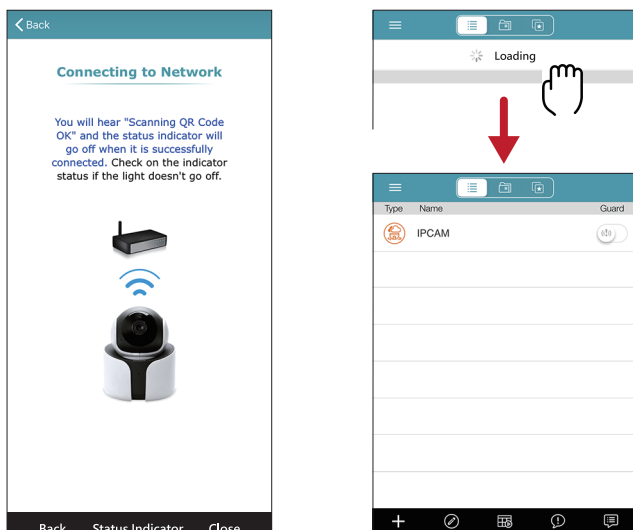 Back
Connecting to Network
You will hear "Scanning QR Code
OK" and the status indicator will
go off when it is successfully
connected. Check on the indicator
status if the light doesn't go off.
Back Status Indicator Close
Loading
Type Name Guard
IPCAM